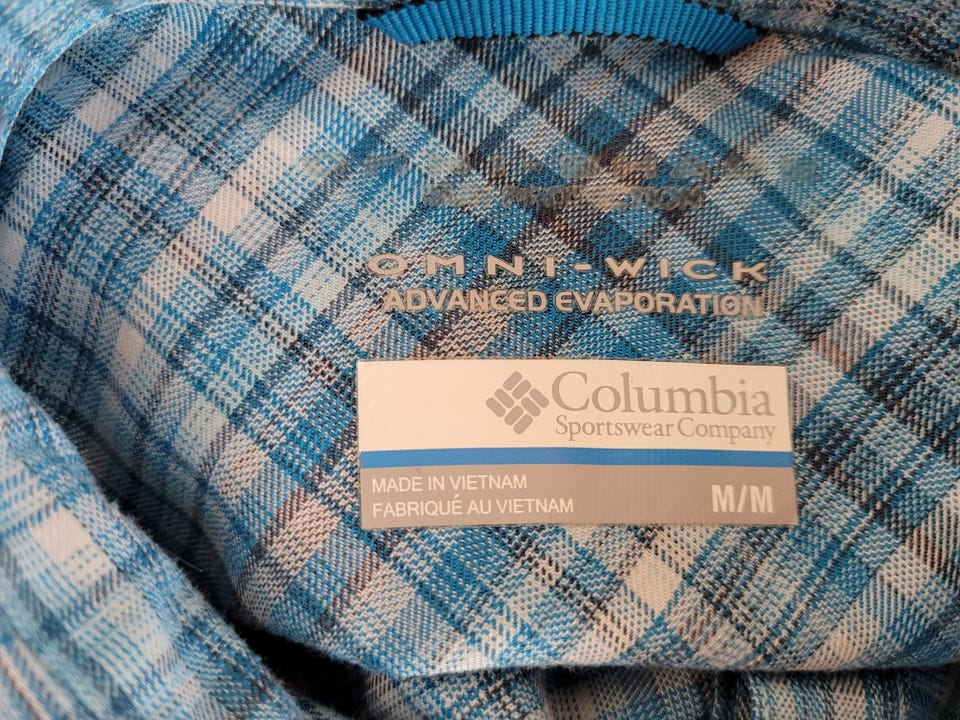 OMNI-WICK
ADVANCED EVAPORATION
Columbia
Sportswear Company
MADE IN VIETNAM
FABRIQUÉ AU VIETNAM
M/M